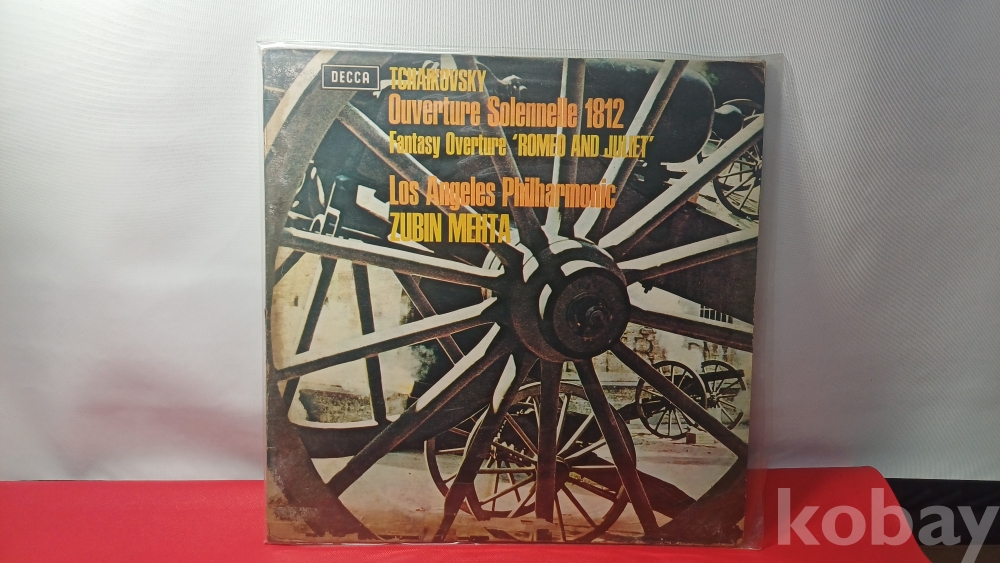 DECCA
TCHAIKOVSKY
Ouverture Solennelle 1812
Fantasy Overture 'ROMEO AND JULIET'
Los Angeles Philharmonic
ZUBIN MEHTA
kobay